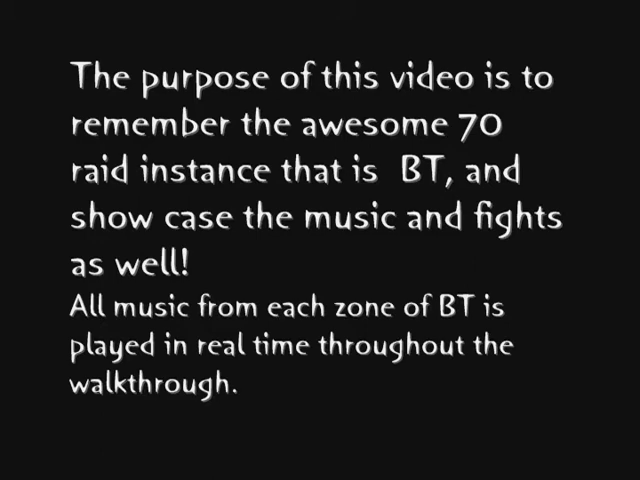 The purpose of this video is to
remember the awesome 70
raid instance that is  BT, and
show case the music and fights
as well!
All music from each zone of BT is
played in real time throughout the
walkthrough.